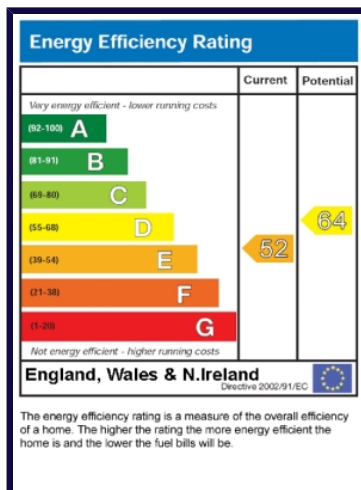 Energy Efficiency Rating
Current Potential
Very energy efficient - lower running costs
(92-100) A
(81-91) B
(69-80) C
(55-68) D 64
(39-54) E 52
(21-38) F
(1-20) G
Not energy efficient - higher running costs
England, Wales & N.Ireland
Directive 2002/91/EC
The energy efficiency rating is a measure of the overall efficiency
of a home. The higher the rating the more energy efficient the
home is and the lower the fuel bills will be.